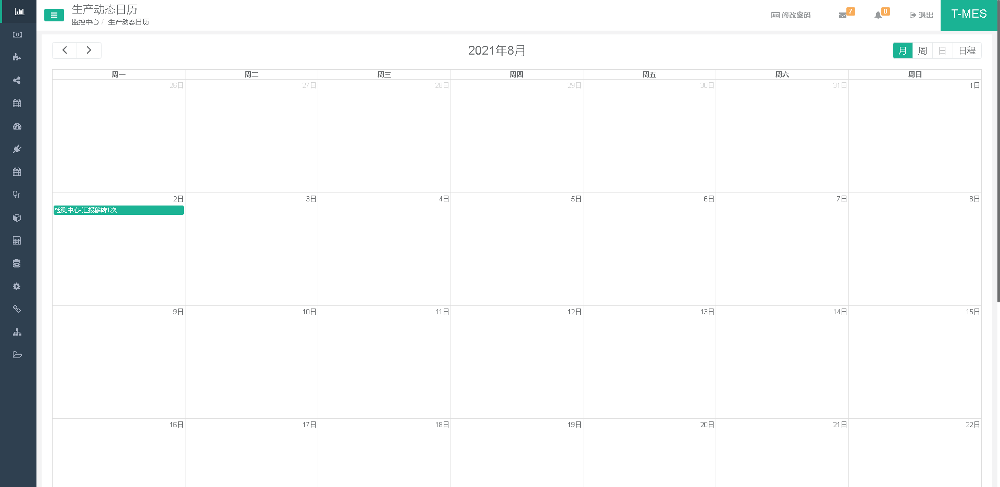 生产动态日历
监控中心 / 生产动态日历
修改密码
7
0
退出
T-MES
2021年8月
月 周 日 日程
周一 周二 周三 周四 周五 周六 周日
26日 27日 28日 29日 30日 31日 1日
2日 3日 4日 5日 6日 7日 8日
检测中心-汇报移转1次
9日 10日 11日 12日 13日 14日 15日
16日 17日 18日 19日 20日 21日 22日